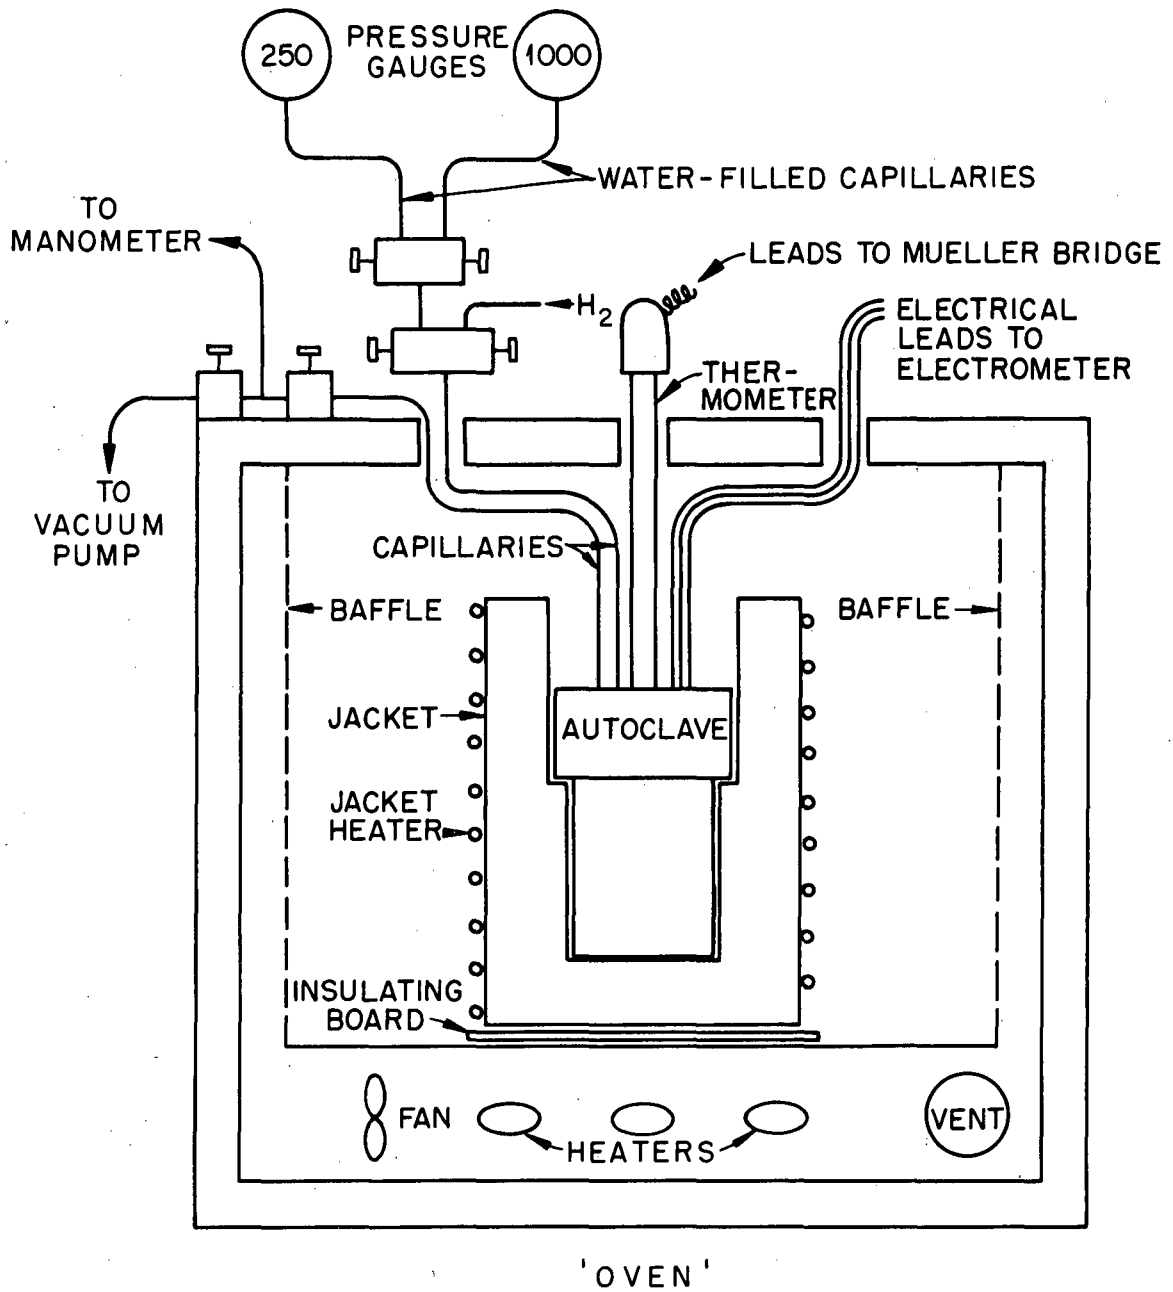 250
PRESSURE
GAUGES
1000
WATER-FILLED CAPILLARIES
TO
MANOMETER
LEADS TO MUELLER BRIDGE
H2
ELECTRICAL
LEADS TO
ELECTROMETER
THER-
MOMETER
TO
VACUUM
PUMP
CAPILLARIES
BAFFLE
BAFFLE
JACKET
AUTOCLAVE
JACKET
HEATER
INSULATING
BOARD
FAN
HEATERS
VENT
'OVEN'